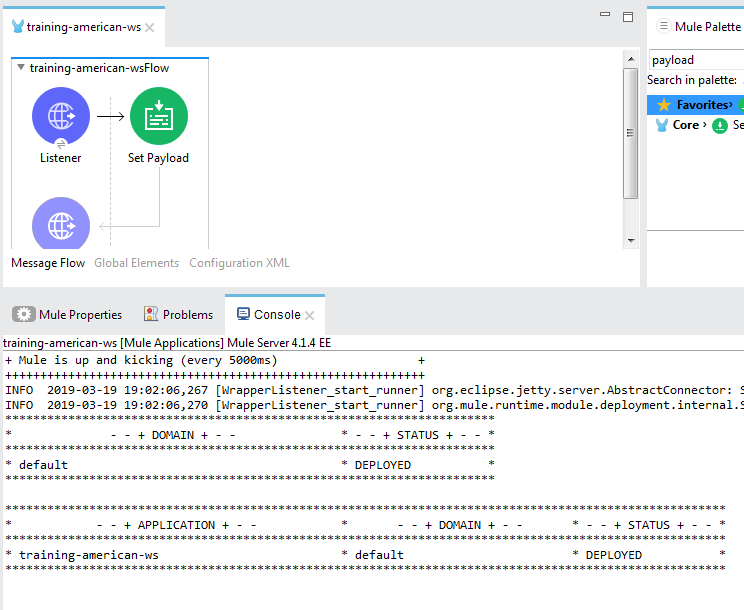 training-american-ws
Mule Palette
training-american-wsFlow
payload
Search in palette:
Favorites
Core
Listener
Set Payload
Message Flow Global Elements Configuration XML
Mule Properties Problems Console
training-american-ws [Mule Applications] Mule Server 4.1.4 EE
+ Mule is up and kicking (every 5000ms) +
+++++++++++++++++++++++++++++++++++++++++++++++++++++++++++++
INFO 2019-03-19 19:02:06,267 [WrapperListener_start_runner] org.eclipse.jetty.server.AbstractConnector: S
INFO 2019-03-19 19:02:06,270 [WrapperListener_start_runner] org.mule.runtime.module.deployment.internal.S
**********************************************************************
* - - + DOMAIN + - - * - - + STATUS + - - *
**********************************************************************
* default * DEPLOYED *
**********************************************************************
*******************************************************************************************************
* - - + APPLICATION + - - * - - + DOMAIN + - - * - - + STATUS + - - *
*******************************************************************************************************
* training-american-ws * default * DEPLOYED *
*******************************************************************************************************